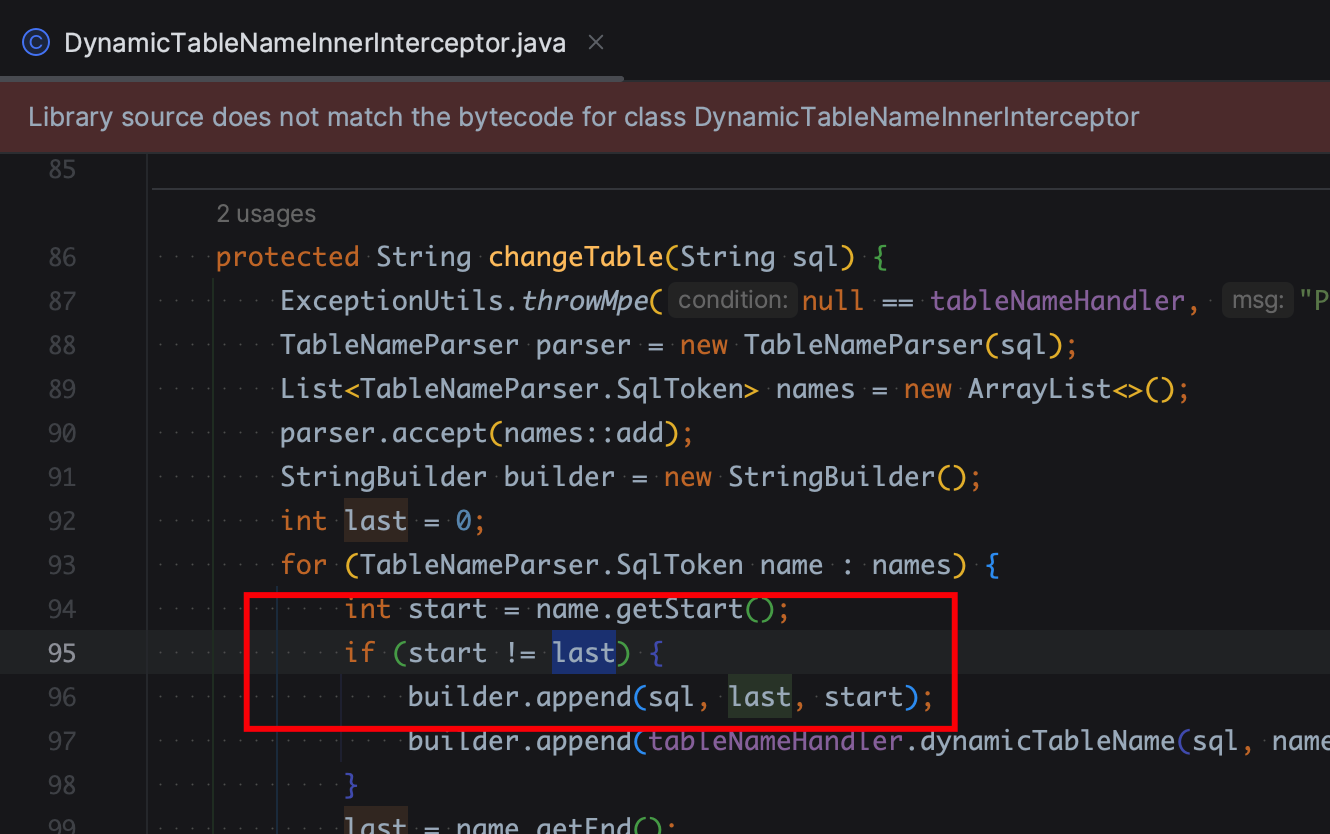 DynamicTableNameInnerInterceptor.java
Library source does not match the bytecode for class DynamicTableNameInnerInterceptor
85
2 usages
86 protected String changeTable(String sql) {
87 ExceptionUtils.throwMpe( condition: null == tableNameHandler, msg: "P
88 TableNameParser parser = new TableNameParser(sql);
89 List<TableNameParser.SqlToken> names = new ArrayList<>();
90 parser.accept(names::add);
91 StringBuilder builder = new StringBuilder();
92 int last = 0;
93 for (TableNameParser.SqlToken name : names) {
94 int start = name.getStart();
95 if (start != last) {
96 builder.append(sql, last, start);
97 builder.append(tableNameHandler.dynamicTableName(sql, name
98 }
99 last = name.getEnd();